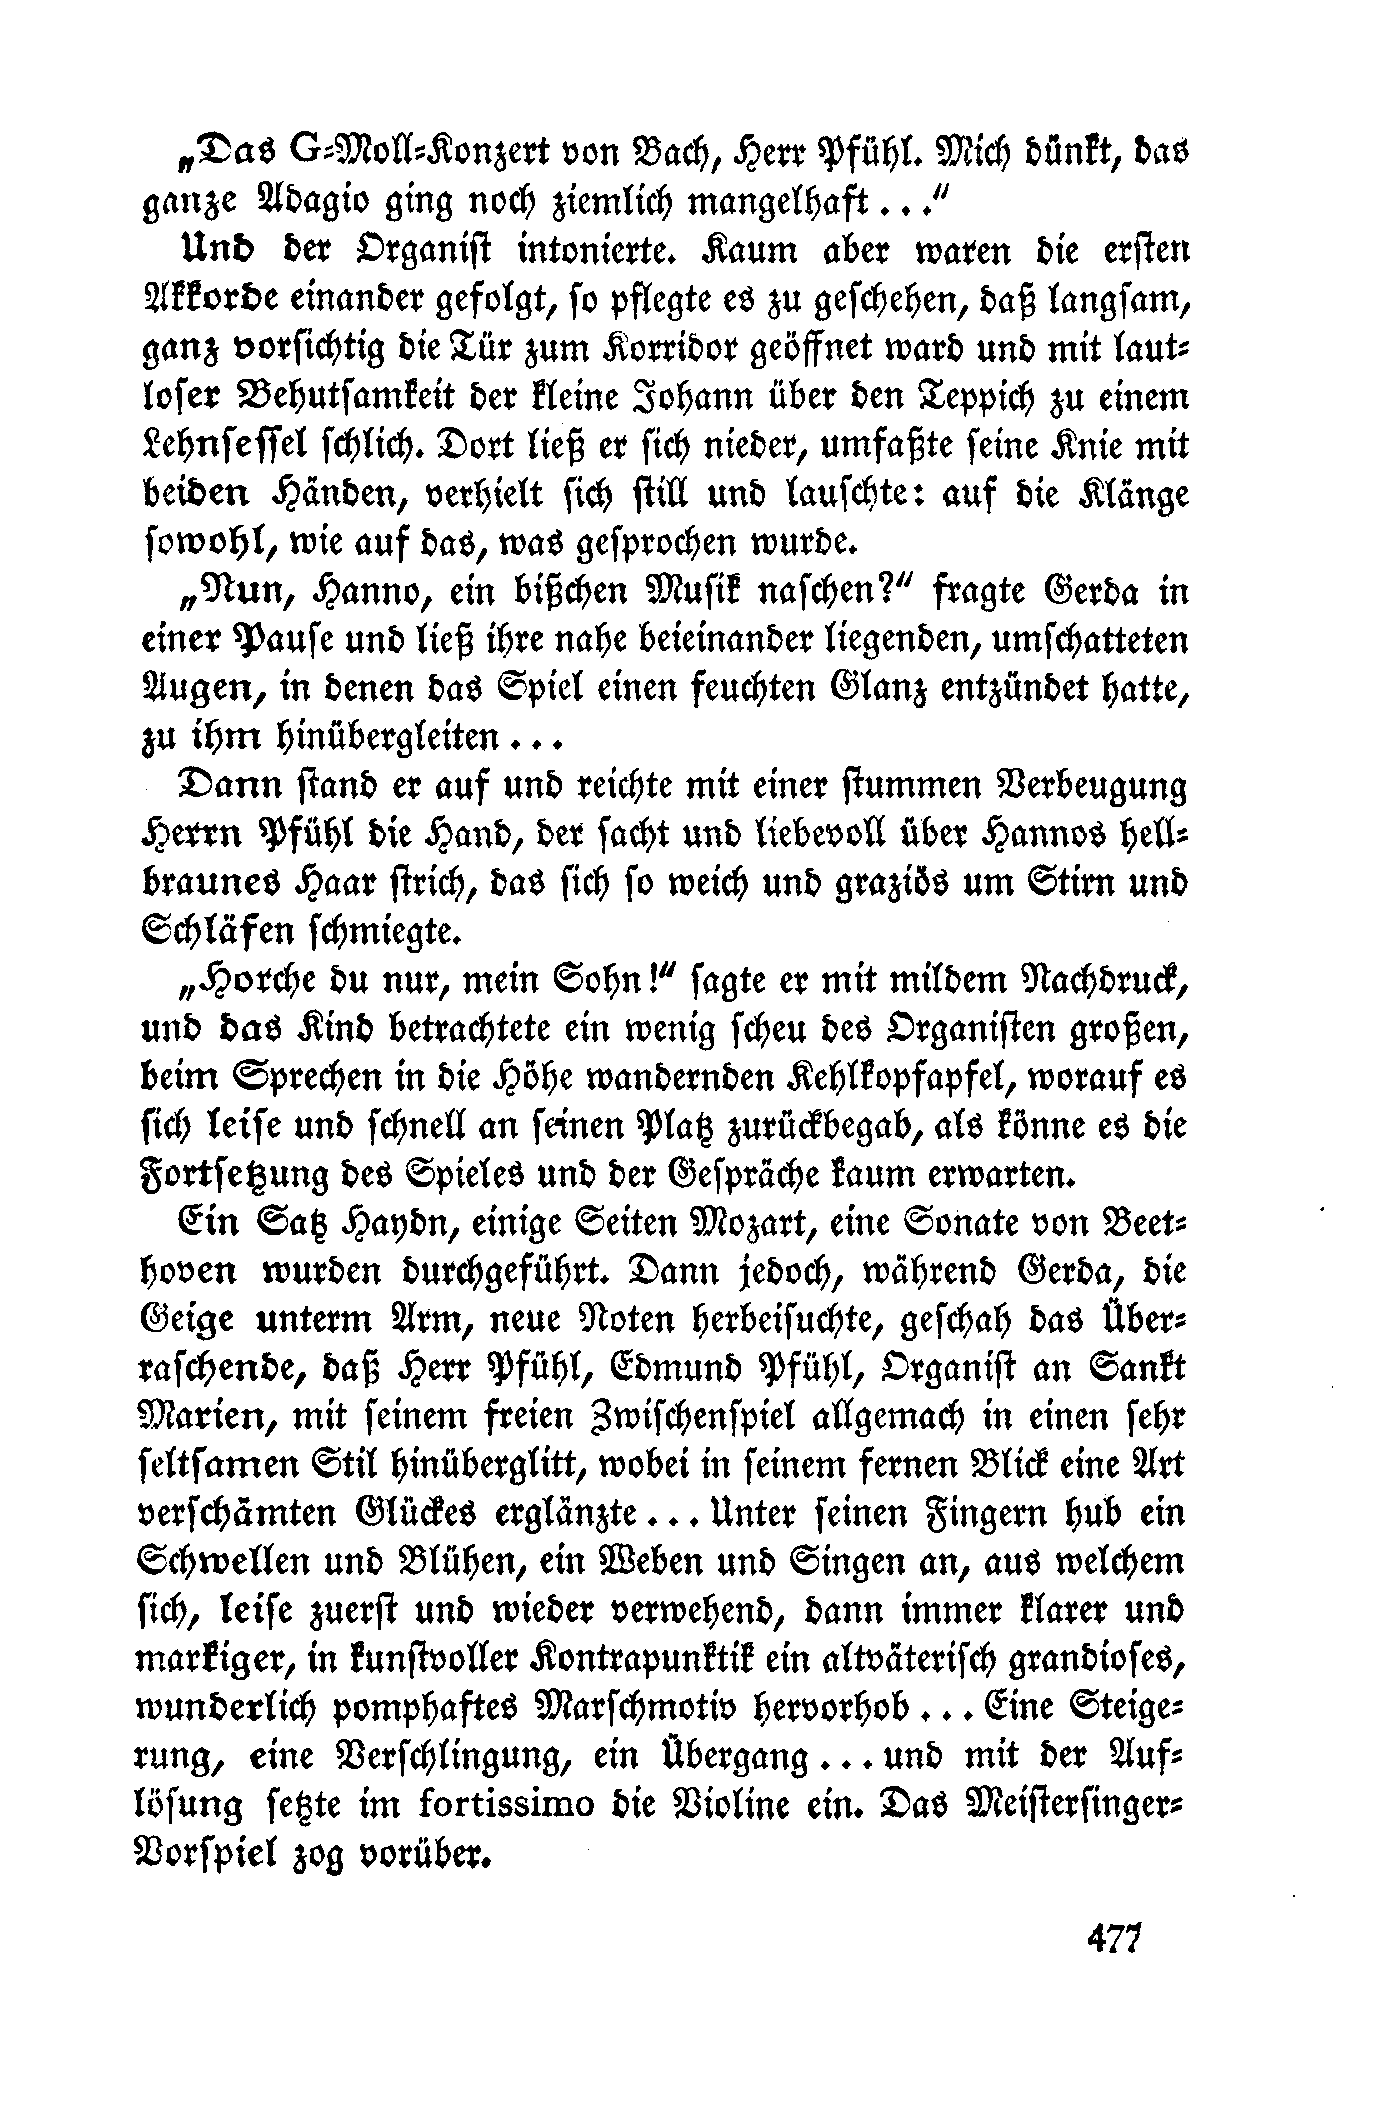 „Das G-Moll-Konzert von Bach, Herr Pfühl. Mich dünkt, das
ganze Adagio ging noch ziemlich mangelhaft . . .“
Und der Organist intonierte. Kaum aber waren die ersten
Akkorde einander gefolgt, so pflegte es zu geschehen, daß langsam,
ganz vorsichtig die Tür zum Korridor geöffnet ward und mit laut-
loser Behutsamkeit der kleine Johann über den Teppich zu einem
Lehnsessel schlich. Dort ließ er sich nieder, umfaßte seine Knie mit
beiden Händen, verhielt sich still und lauschte: auf die Klänge
sowohl, wie auf das, was gesprochen wurde.
„Nun, Hanno, ein bißchen Musik naschen?“ fragte Gerda in
einer Pause und ließ ihre nahe beieinander liegenden, umschatteten
Augen, in denen das Spiel einen feuchten Glanz entzündet hatte,
zu ihm hinübergleiten . . .
Dann stand er auf und reichte mit einer stummen Verbeugung
Herrn Pfühl die Hand, der sacht und liebevoll über Hannos hell-
braunes Haar strich, das sich so weich und graziös um Stirn und
Schläfen schmiegte.
„Horche du nur, mein Sohn!“ sagte er mit mildem Nachdruck,
und das Kind betrachtete ein wenig scheu des Organisten großen,
beim Sprechen in die Höhe wandernden Kehlkopfapfel, worauf es
sich leise und schnell an seinen Platz zurückbegab, als könne es die
Fortsetzung des Spieles und der Gespräche kaum erwarten.
Ein Satz Haydn, einige Seiten Mozart, eine Sonate von Beet-
hoven wurden durchgeführt. Dann jedoch, während Gerda, die
Geige unterm Arm, neue Noten herbeisuchte, geschah das Über-
raschende, daß Herr Pfühl, Edmund Pfühl, Organist an Sankt
Marien, mit seinem freien Zwischenspiel allgemach in einen sehr
seltsamen Stil hinüberglitt, wobei in seinem fernen Blick eine Art
verschämten Glückes erglänzte . . . Unter seinen Fingern hub ein
Schwellen und Blühen, ein Weben und Singen an, aus welchem
sich, leise zuerst und wieder verwehend, dann immer klarer und
markiger, in kunstvoller Kontrapunktik ein altväterisch grandioses,
wunderlich pomphaftes Marschmotiv hervorhob . . . Eine Steige-
rung, eine Verschlingung, ein Übergang . . . und mit der Auf-
lösung setzte im fortissimo die Violine ein. Das Meistersinger-
Vorspiel zog vorüber.
477